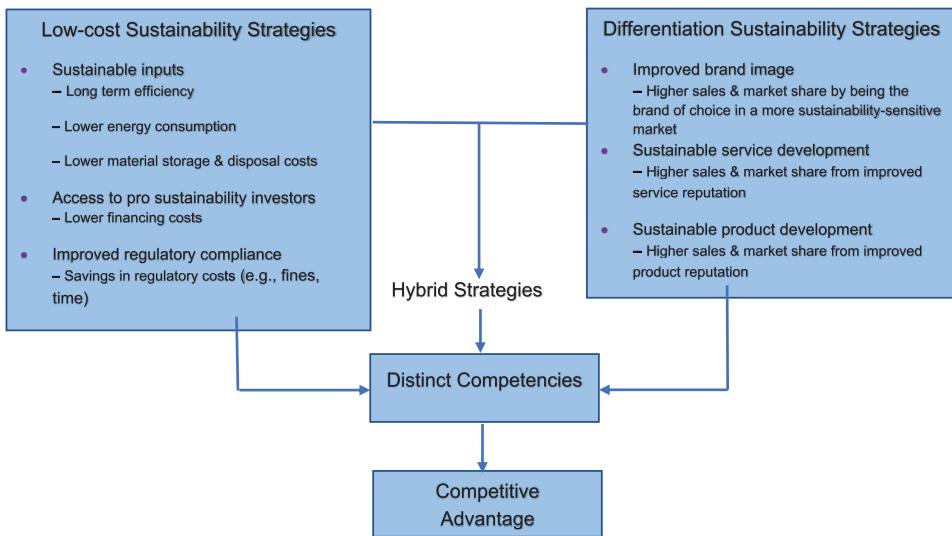 Low-cost Sustainability Strategies
• Sustainable inputs
– Long term efficiency
– Lower energy consumption
– Lower material storage & disposal costs
• Access to pro sustainability investors
– Lower financing costs
• Improved regulatory compliance
– Savings in regulatory costs (e.g., fines,
time)
Differentiation Sustainability Strategies
• Improved brand image
– Higher sales & market share by being the
brand of choice in a more sustainability-sensitive
market
• Sustainable service development
– Higher sales & market share from improved
service reputation
• Sustainable product development
– Higher sales & market share from improved
product reputation
Hybrid Strategies
Distinct Competencies
Competitive
Advantage